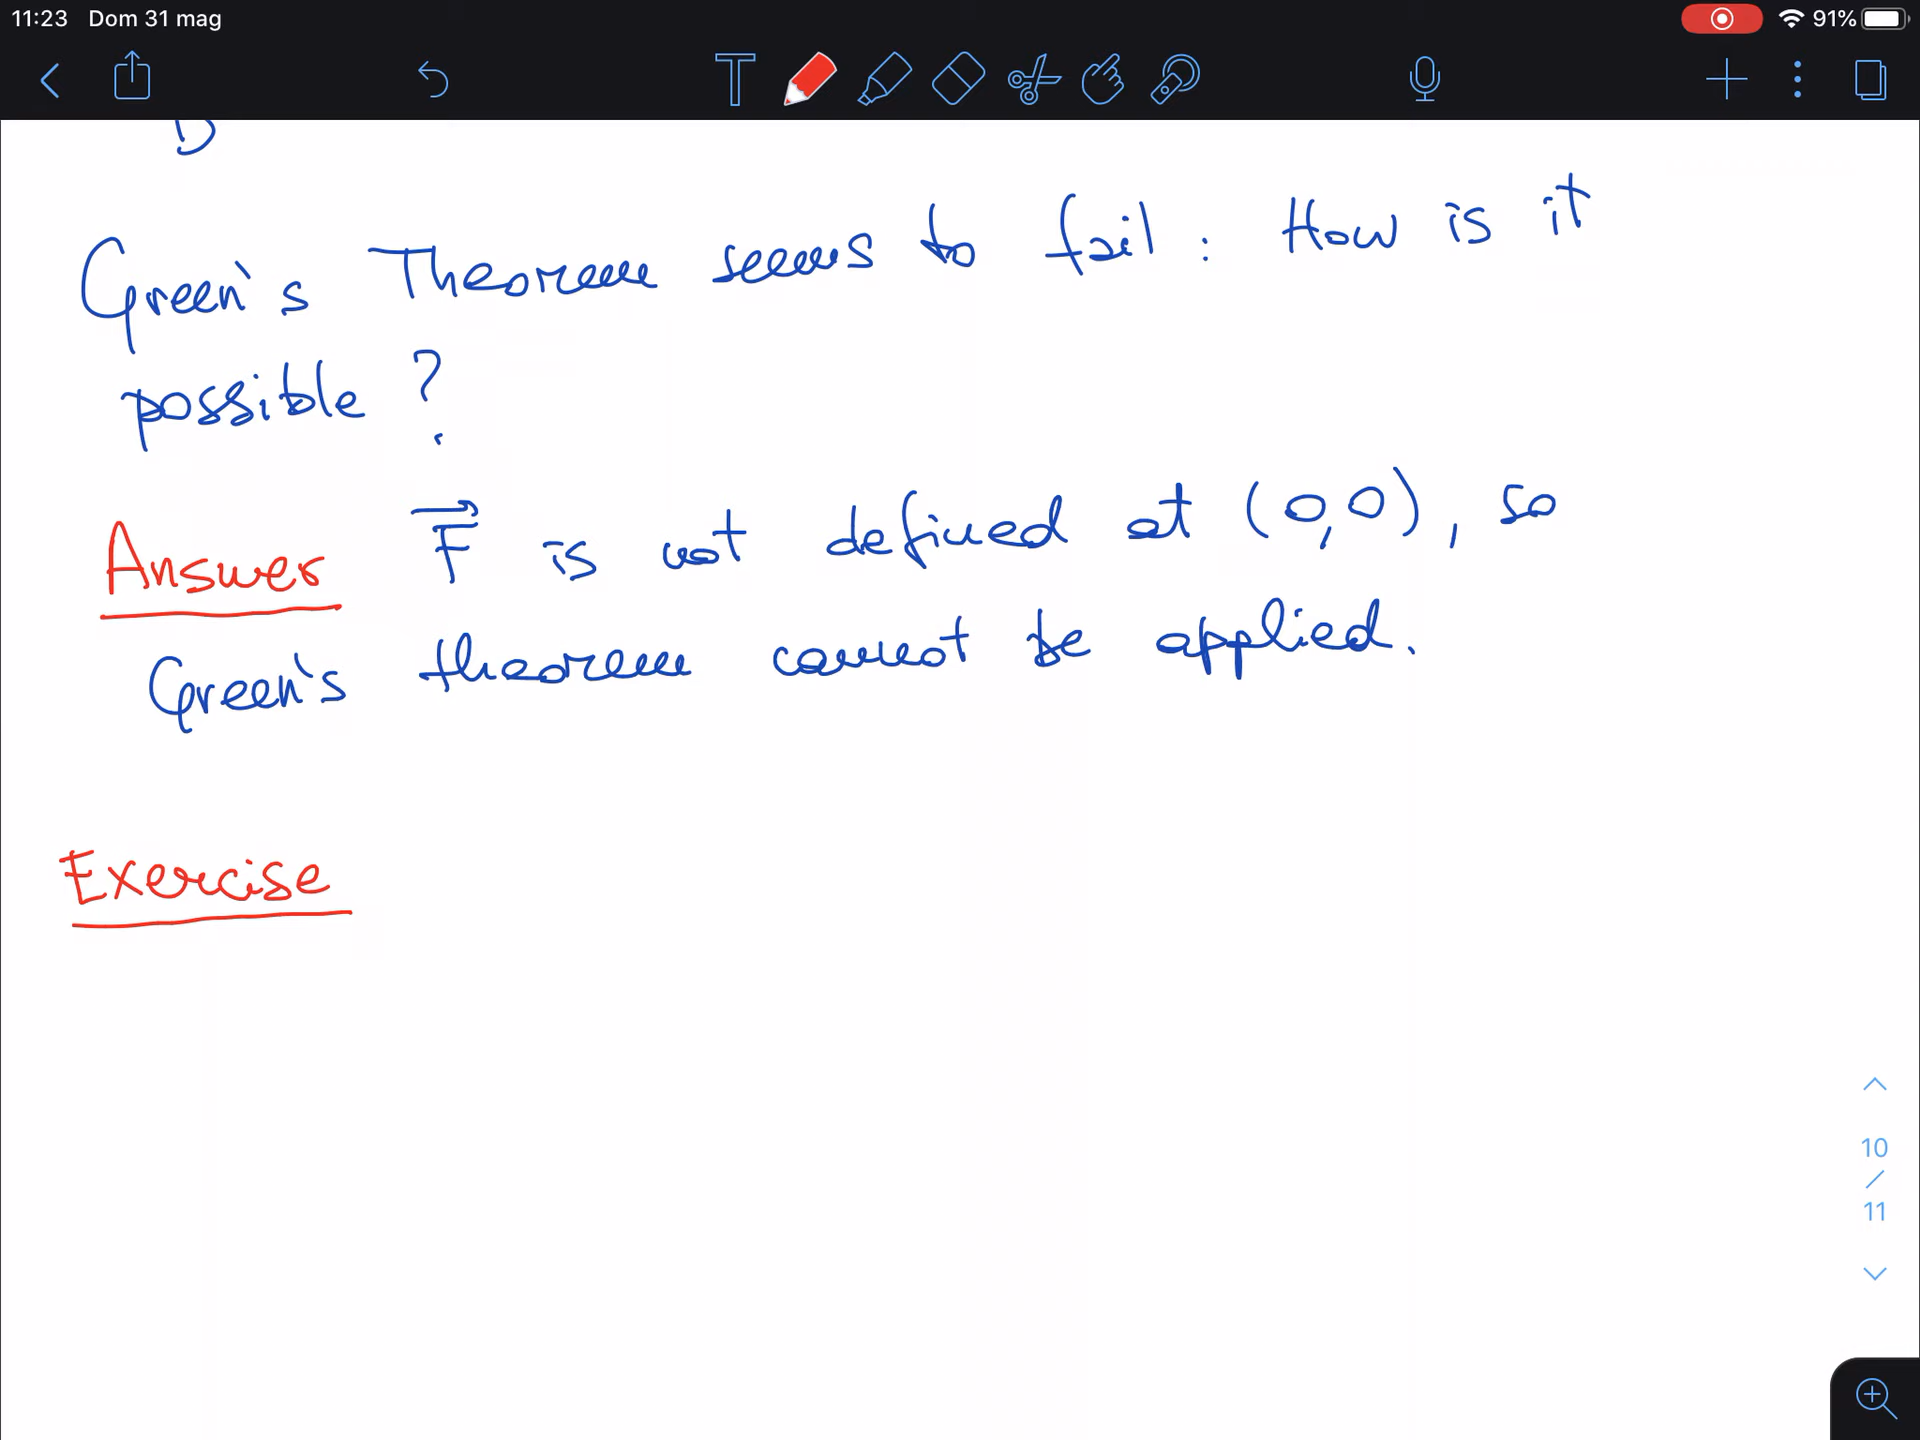 11:23 Dom 31 mag 91%
T
D
Green's Theorem seems to fail: How is it
possible?
Answer F is not defined at (0,0), so
Green's theorem cannot be applied.
Exercise
10
/
11